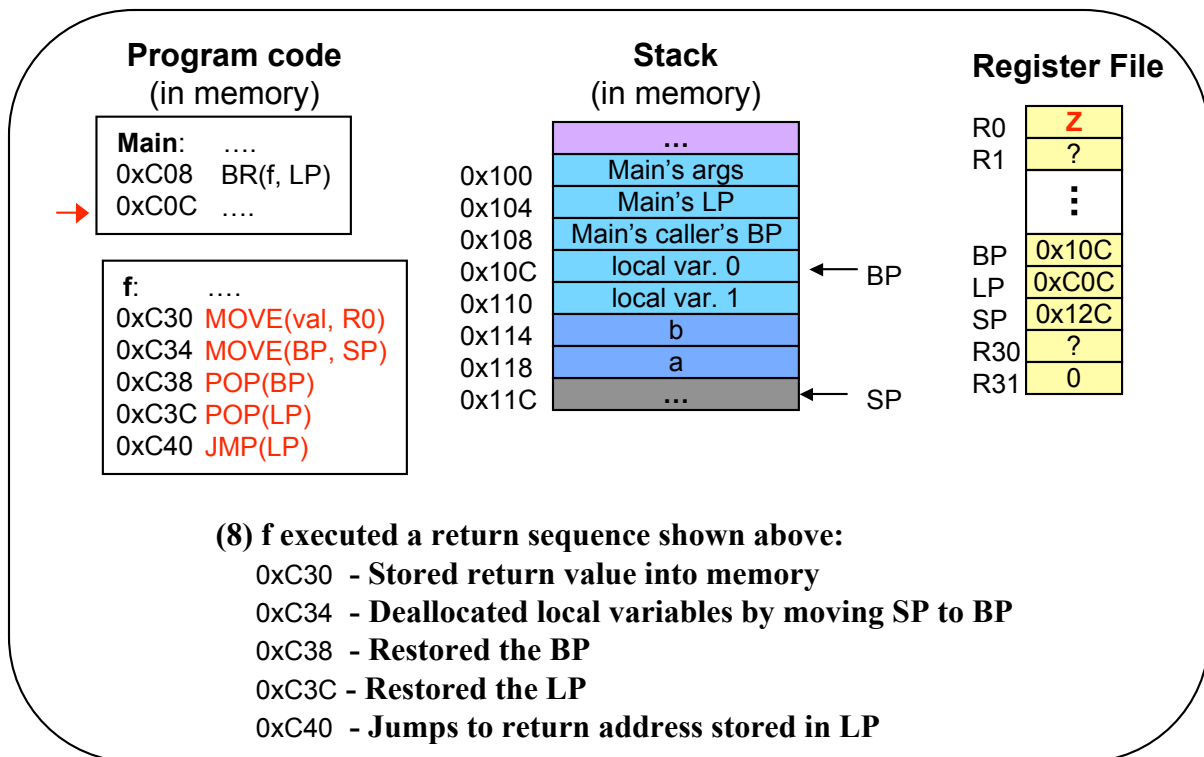 Program code
(in memory)
Main: ….
0xC08 BR(f, LP)
0xC0C ….
f: ….
0xC30 MOVE(val, R0)
0xC34 MOVE(BP, SP)
0xC38 POP(BP)
0xC3C POP(LP)
0xC40 JMP(LP)
Stack
(in memory)
...
0x100 Main's args
0x104 Main's LP
0x108 Main's caller's BP
0x10C local var. 0 BP
0x110 local var. 1
0x114 b
0x118 a
0x11C ... SP
Register File
R0 Z
R1 ?
⋮
BP 0x10C
LP 0xC0C
SP 0x12C
R30 ?
R31 0
(8) f executed a return sequence shown above:
0xC30 - Stored return value into memory
0xC34 - Deallocated local variables by moving SP to BP
0xC38 - Restored the BP
0xC3C - Restored the LP
0xC40 - Jumps to return address stored in LP